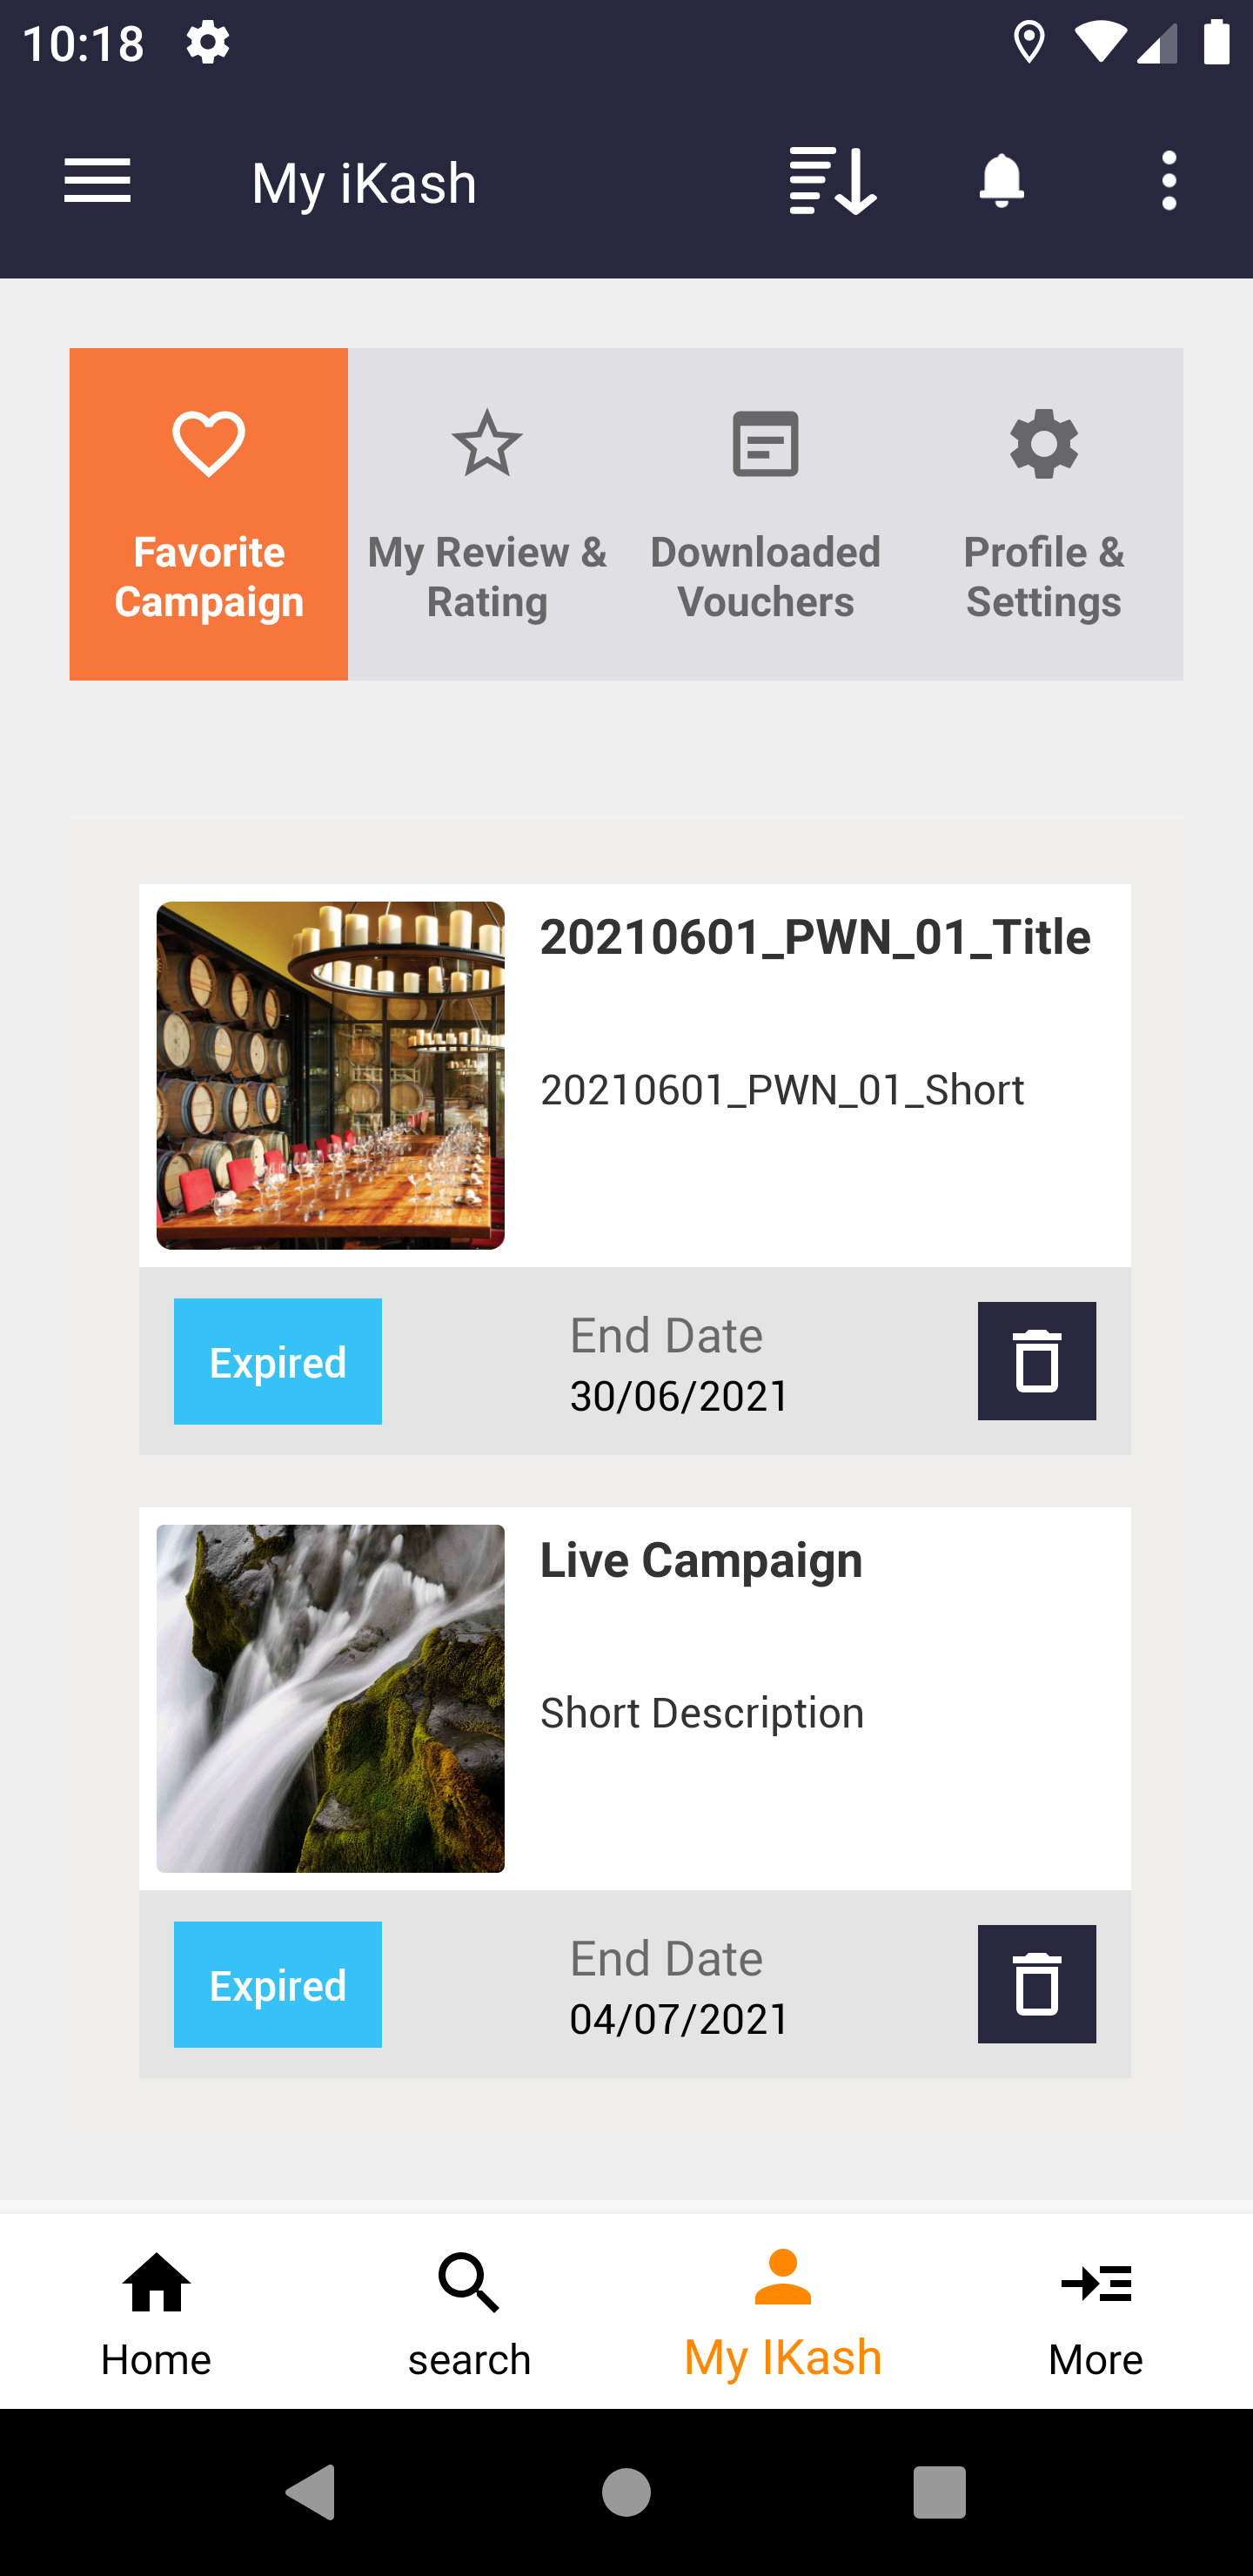 10:18
My iKash
Favorite
Campaign
My Review &
Rating
Downloaded
Vouchers
Profile &
Settings
20210601_PWN_01_Title
20210601_PWN_01_Short
Expired
End Date
30/06/2021
Live Campaign
Short Description
Expired
End Date
04/07/2021
Home
search
My IKash
More